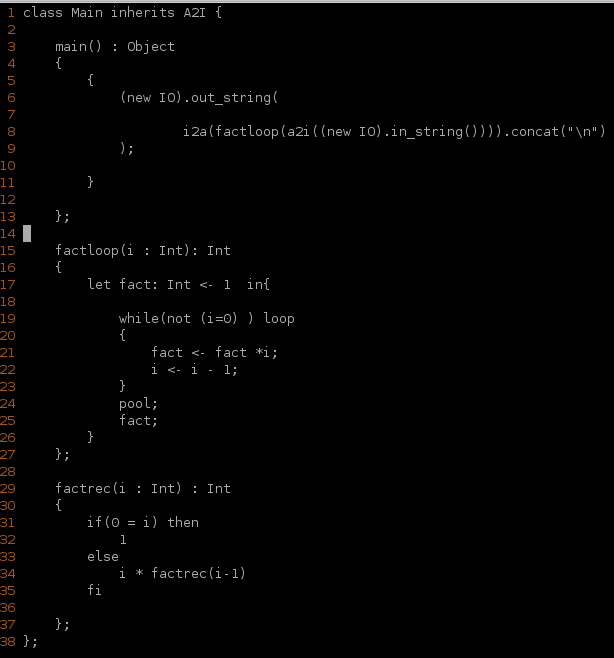 1 class Main inherits A2I {
2
3     main() : Object
4     {
5         {
6             (new IO).out_string(
7
8                     i2a(factloop(a2i((new IO).in_string()))).concat("\n")
9             );
10
11         }
12
13     };
14
15     factloop(i : Int): Int
16     {
17         let fact: Int <- 1  in{
18
19             while(not (i=0) ) loop
20             {
21                 fact <- fact *i;
22                 i <- i - 1;
23             }
24             pool;
25             fact;
26         }
27     };
28
29     factrec(i : Int) : Int
30     {
31         if(0 = i) then
32             1
33         else
34             i * factrec(i-1)
35         fi
36
37     };
38 };